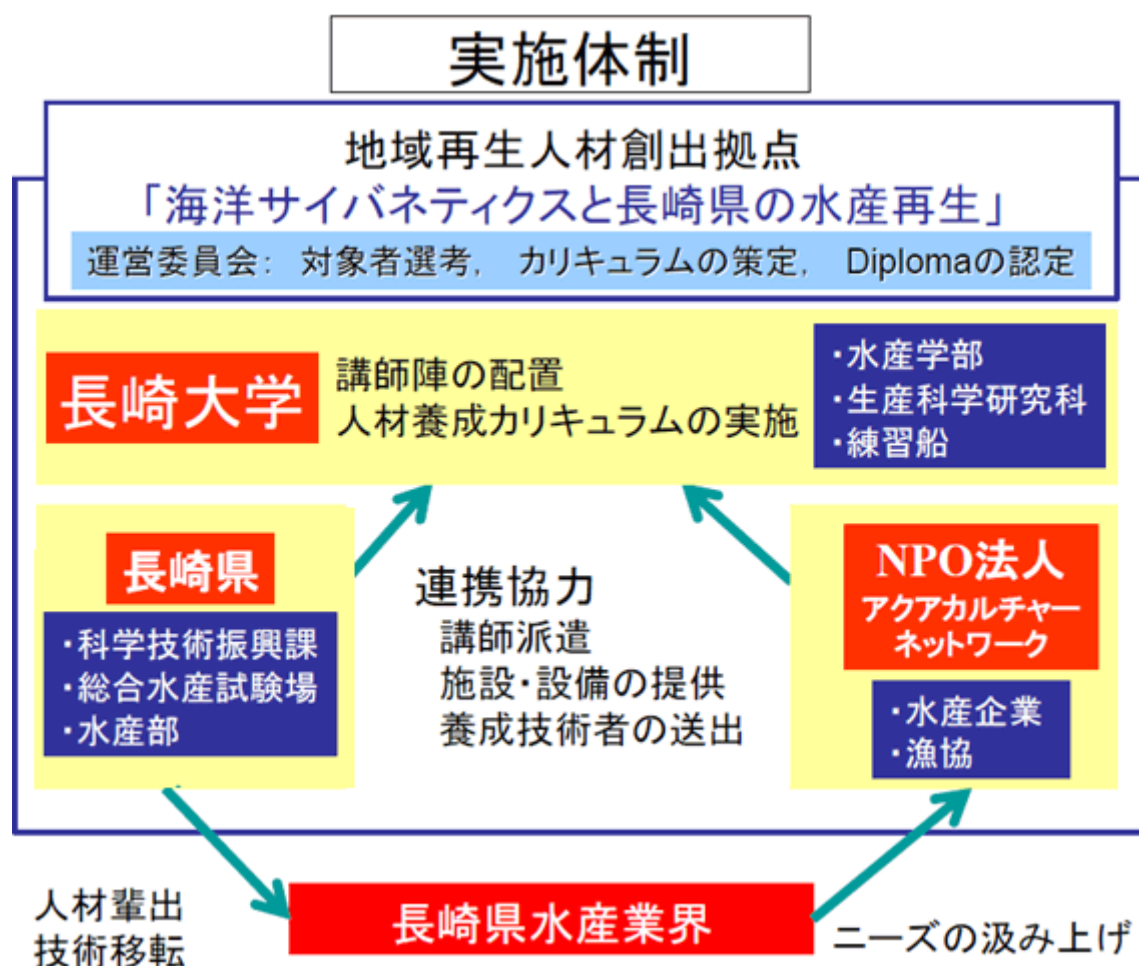 実施体制
地域再生人材創出拠点
「海洋サイバネティクスと長崎県の水産再生」
運営委員会： 対象者選考， カリキュラムの策定， Diplomaの認定
長崎大学
講師陣の配置
人材養成カリキュラムの実施
・水産学部
・生産科学研究科
・練習船
長崎県
・科学技術振興課
・総合水産試験場
・水産部
連携協力
講師派遣
施設・設備の提供
養成技術者の送出
NPO法人
アクアカルチャー
ネットワーク
・水産企業
・漁協
人材輩出
技術移転
長崎県水産業界
ニーズの汲み上げ